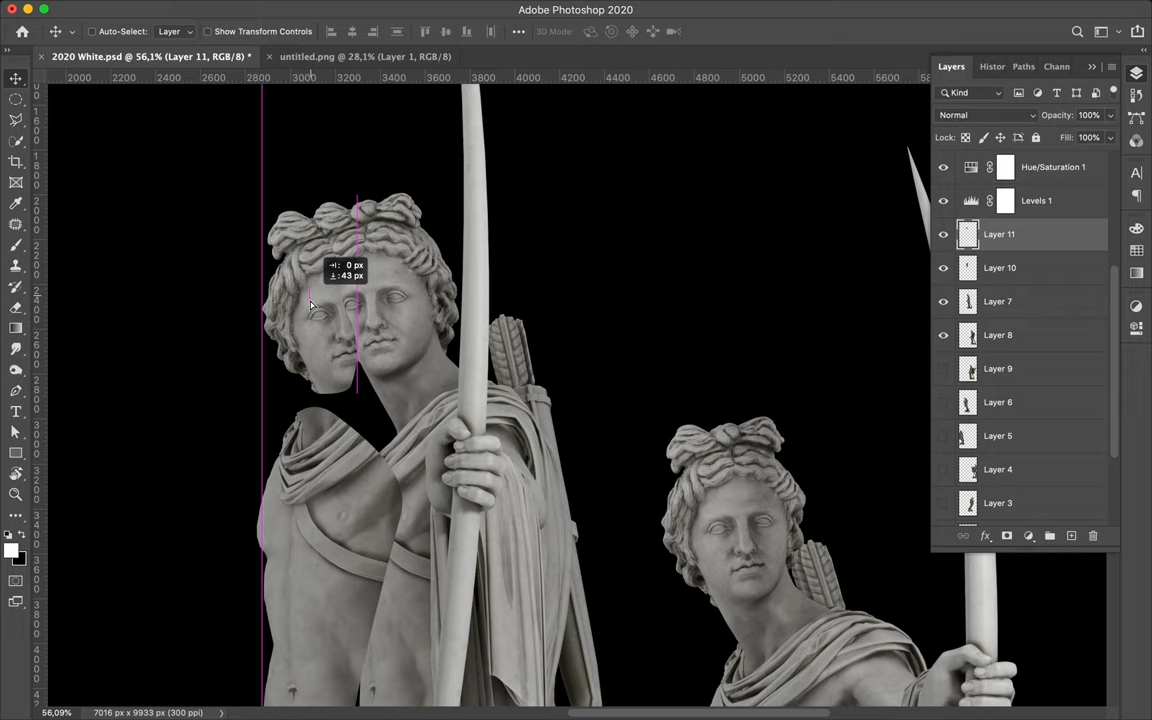 Adobe Photoshop 2020
Auto-Select: Layer Show Transform Controls 3D Mode:
2020 White.psd @ 56,1% (Layer 11, RGB/8) * untitled.png @ 28,1% (Layer 1, RGB/8)
2000 2200 2400 2600 2800 3000 3200 3400 3600 3800 4000 4200 4400 4600 4800 5000 5200 5400 5600
Layers Histor Paths Chann
Kind
Normal Opacity: 100%
Lock: Fill: 100%
Hue/Saturation 1
Levels 1
Layer 11
Layer 10
Layer 7
Layer 8
Layer 9
Layer 6
Layer 5
Layer 4
Layer 3
0 px
43 px
56,09% 7016 px x 9933 px (300 ppi)